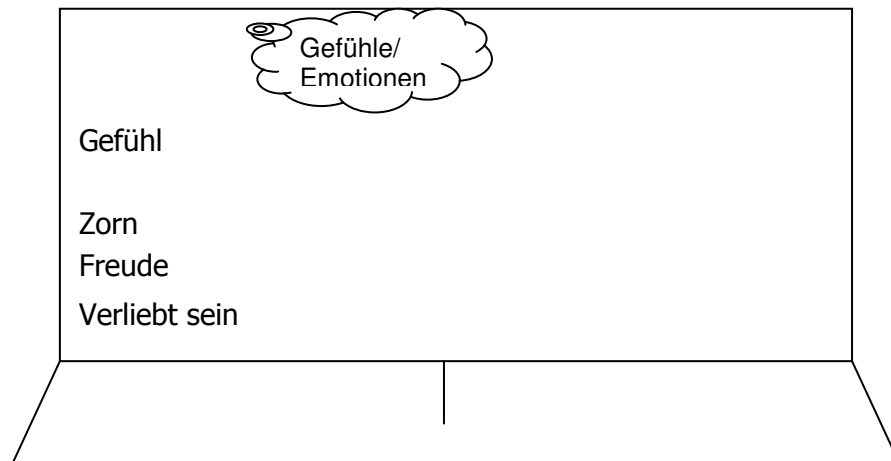 Gefühle/
Emotionen
Gefühl
Zorn
Freude
Verliebt sein